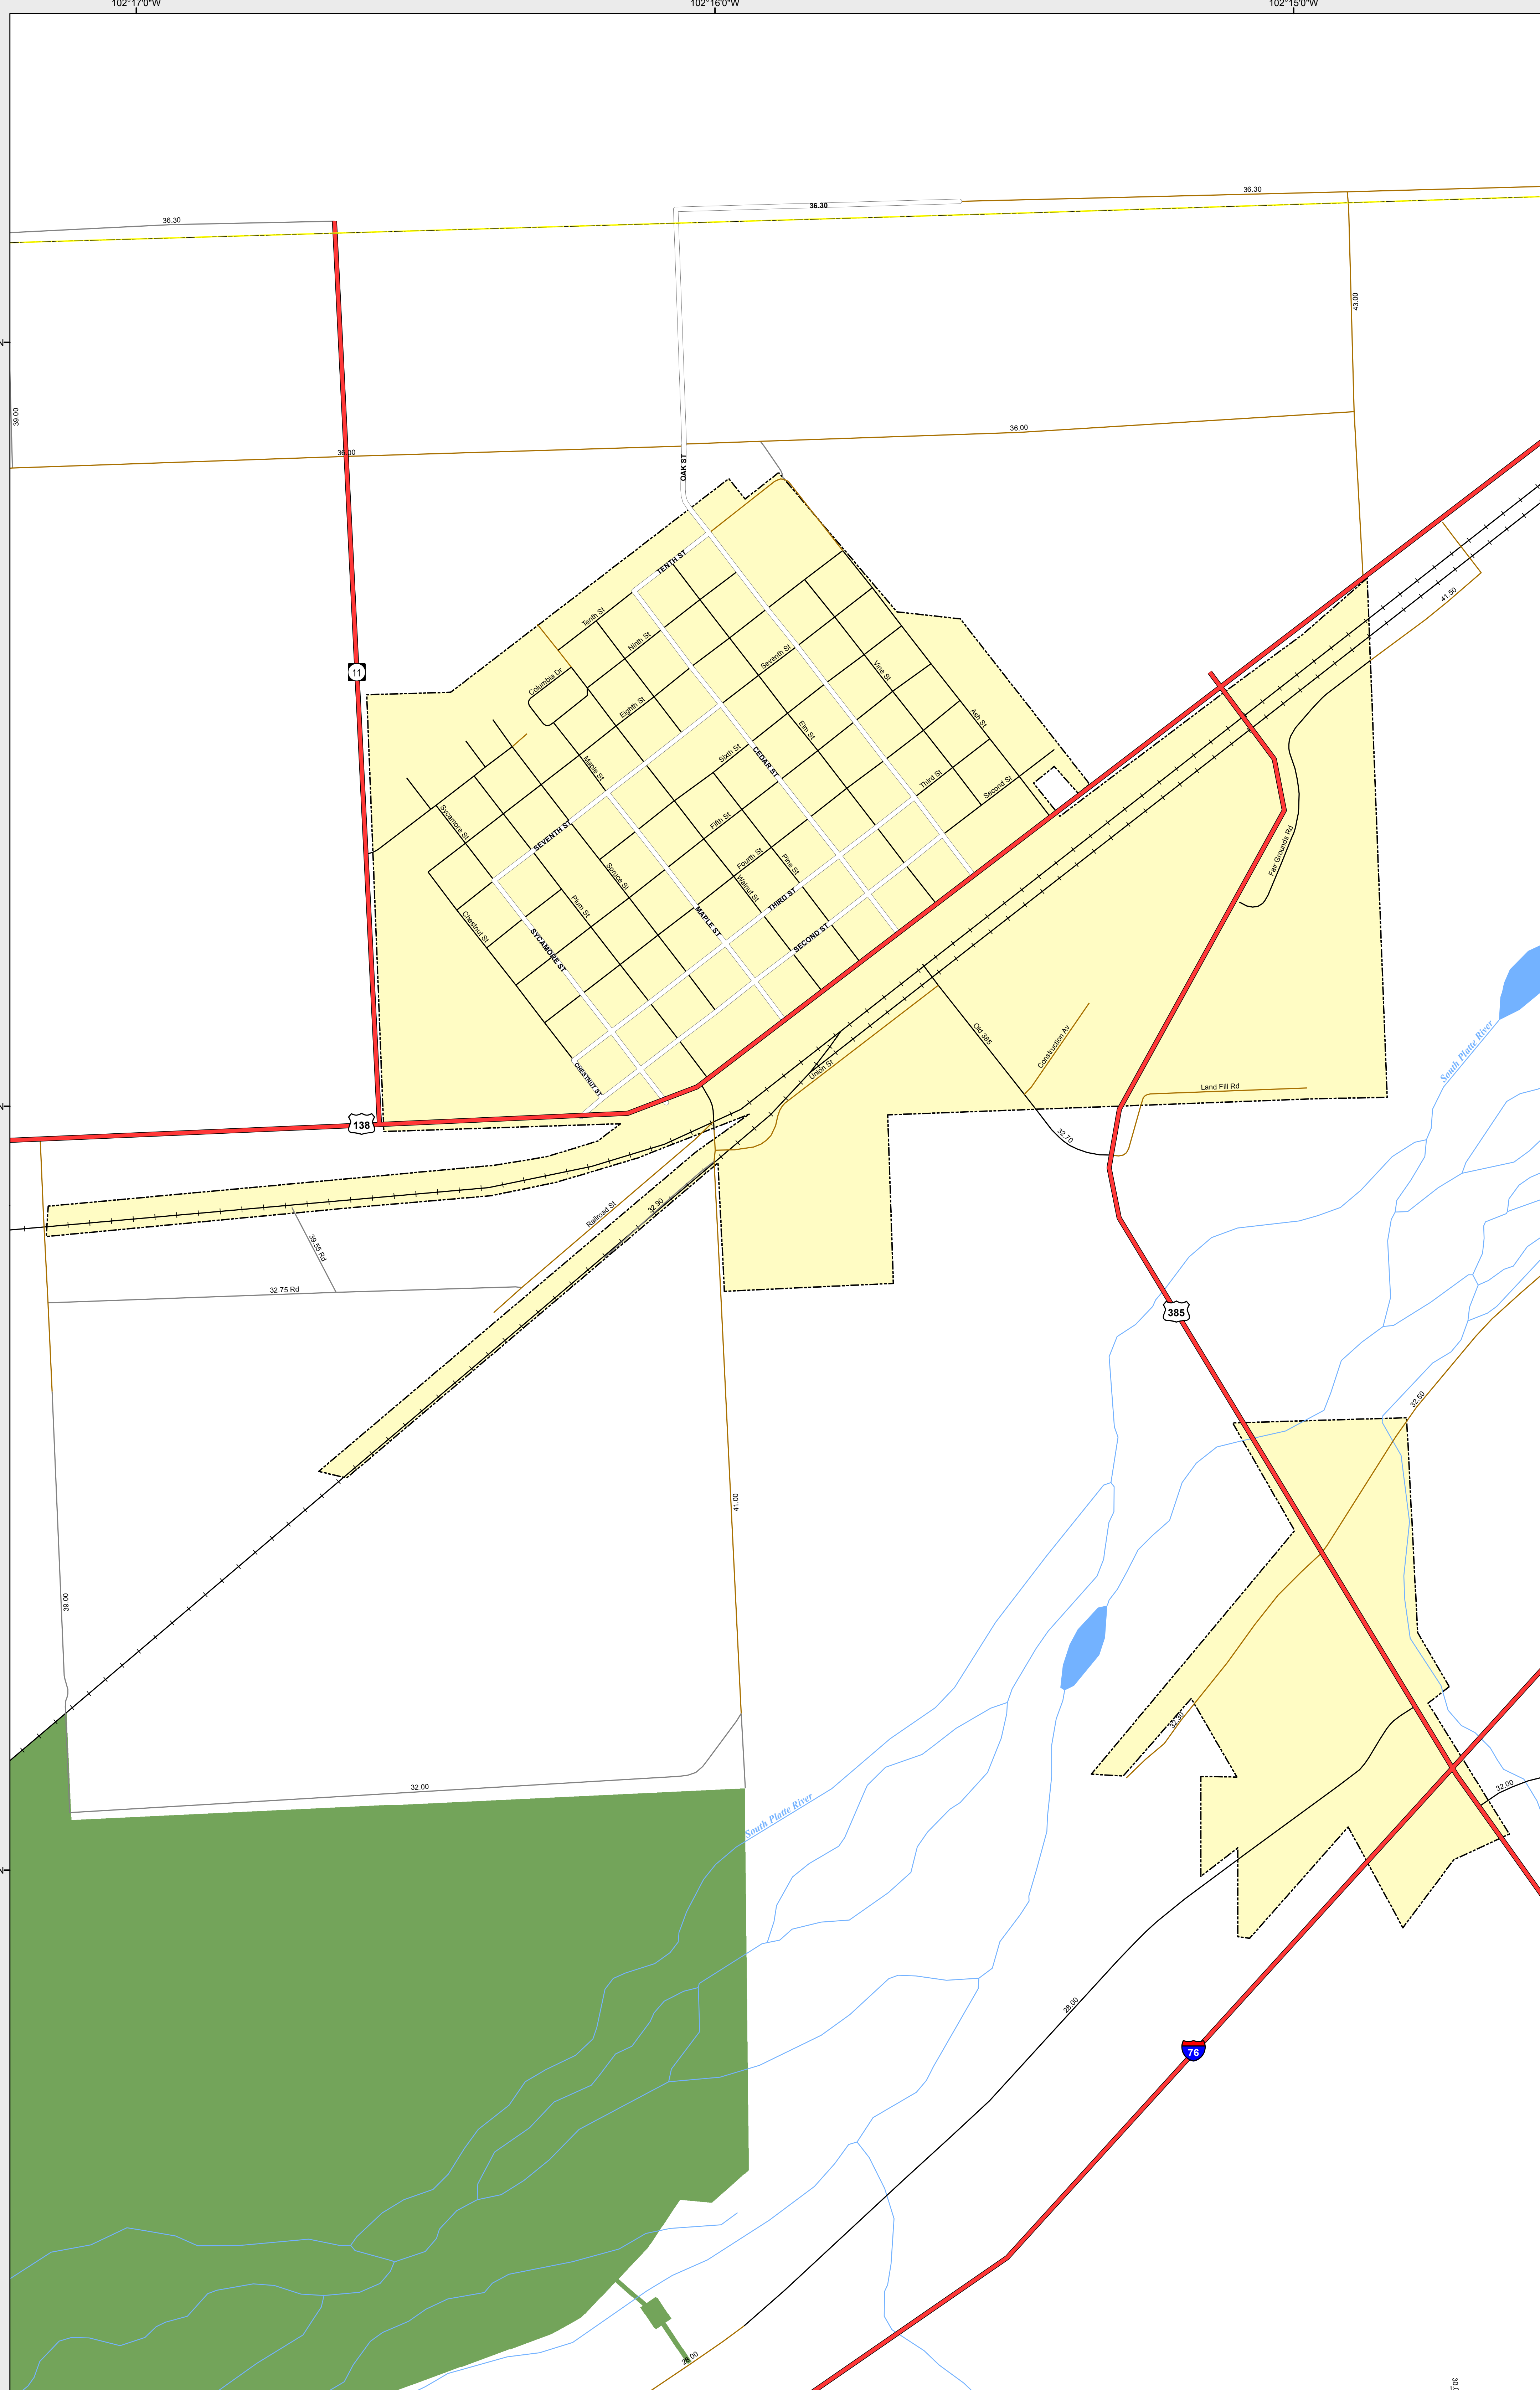 102°17'0"W
102°16'0"W
102°15'0"W
36.30
36.30
36.30
43.00
39.00
36.00
36.00
OAK ST
41.50
TENTH ST
Tenth St
Ninth St
Seventh St
Vine St
Columbia Dr
Eighth St
Ash St
11
Elm St
Sixth St
CEDAR ST
Maple St
Third St
Second St
Sycamore St
SEVENTH ST
Fifth St
Fair Grounds Rd
Fourth St
Pine St
Spruce St
Walnut St
Plum St
THIRD ST
MAPLE ST
Chestnut St
SECOND ST
SYCAMORE ST
Old 385
Construction Av
South Platte River
Union St
CHESTNUT ST
Land Fill Rd
138
32.70
32.90
Railroad St
39.55 Rd
32.75 Rd
385
32.50
41.00
39.00
32.30
32.00
32.00
South Platte River
28.00
76
28.00